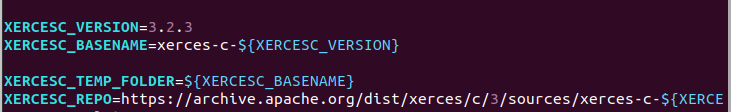 XERCESC_VERSION=3.2.3
XERCESC_BASENAME=xerces-c-${XERCESC_VERSION}
XERCESC_TEMP_FOLDER=${XERCESC_BASENAME}
XERCESC_REPO=https://archive.apache.org/dist/xerces/c/3/sources/xerces-c-${XERCE